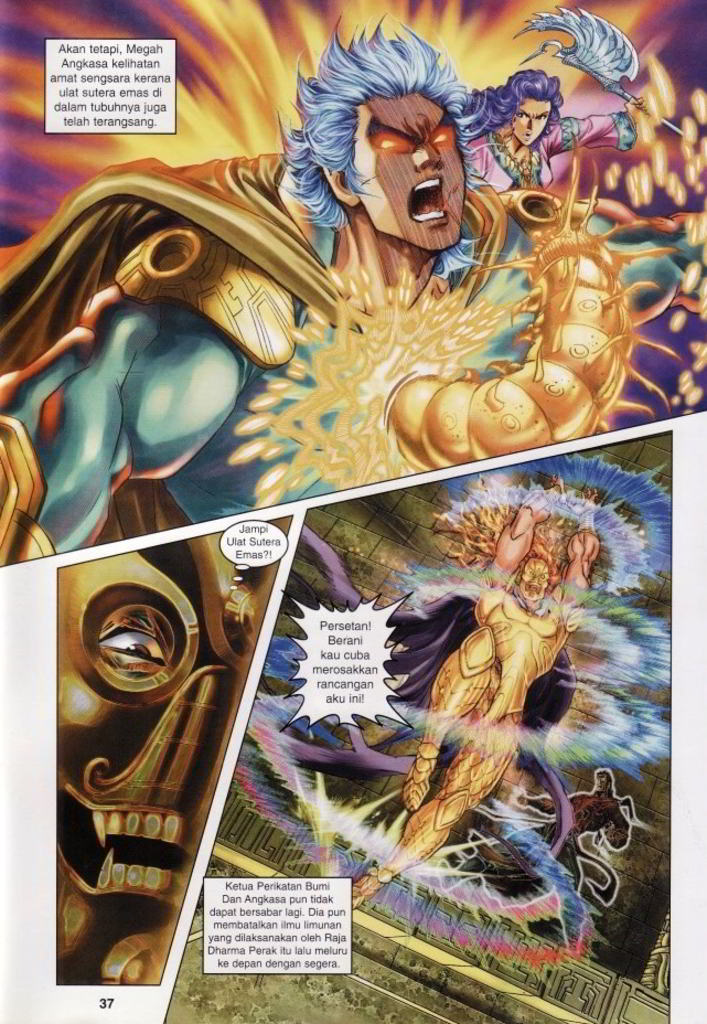 Akan tetapi, Megah
Angkasa kelihatan
amat sengsara kerana
ulat sutera emas di
dalam tubuhnya juga
telah terangsang.
Jampi
Ulat Sutera
Emas?!
Persetan!
Berani
kau cuba
merosakkan
rancangan
aku ini!
Ketua Perikatan Bumi
Dan Angkasa pun tidak
dapat bersabar lagi. Dia pun
membatalkan ilmu limunan
yang dilaksanakan oleh Raja
Dharma Perak itu lalu meluru
ke depan dengan segera.
37